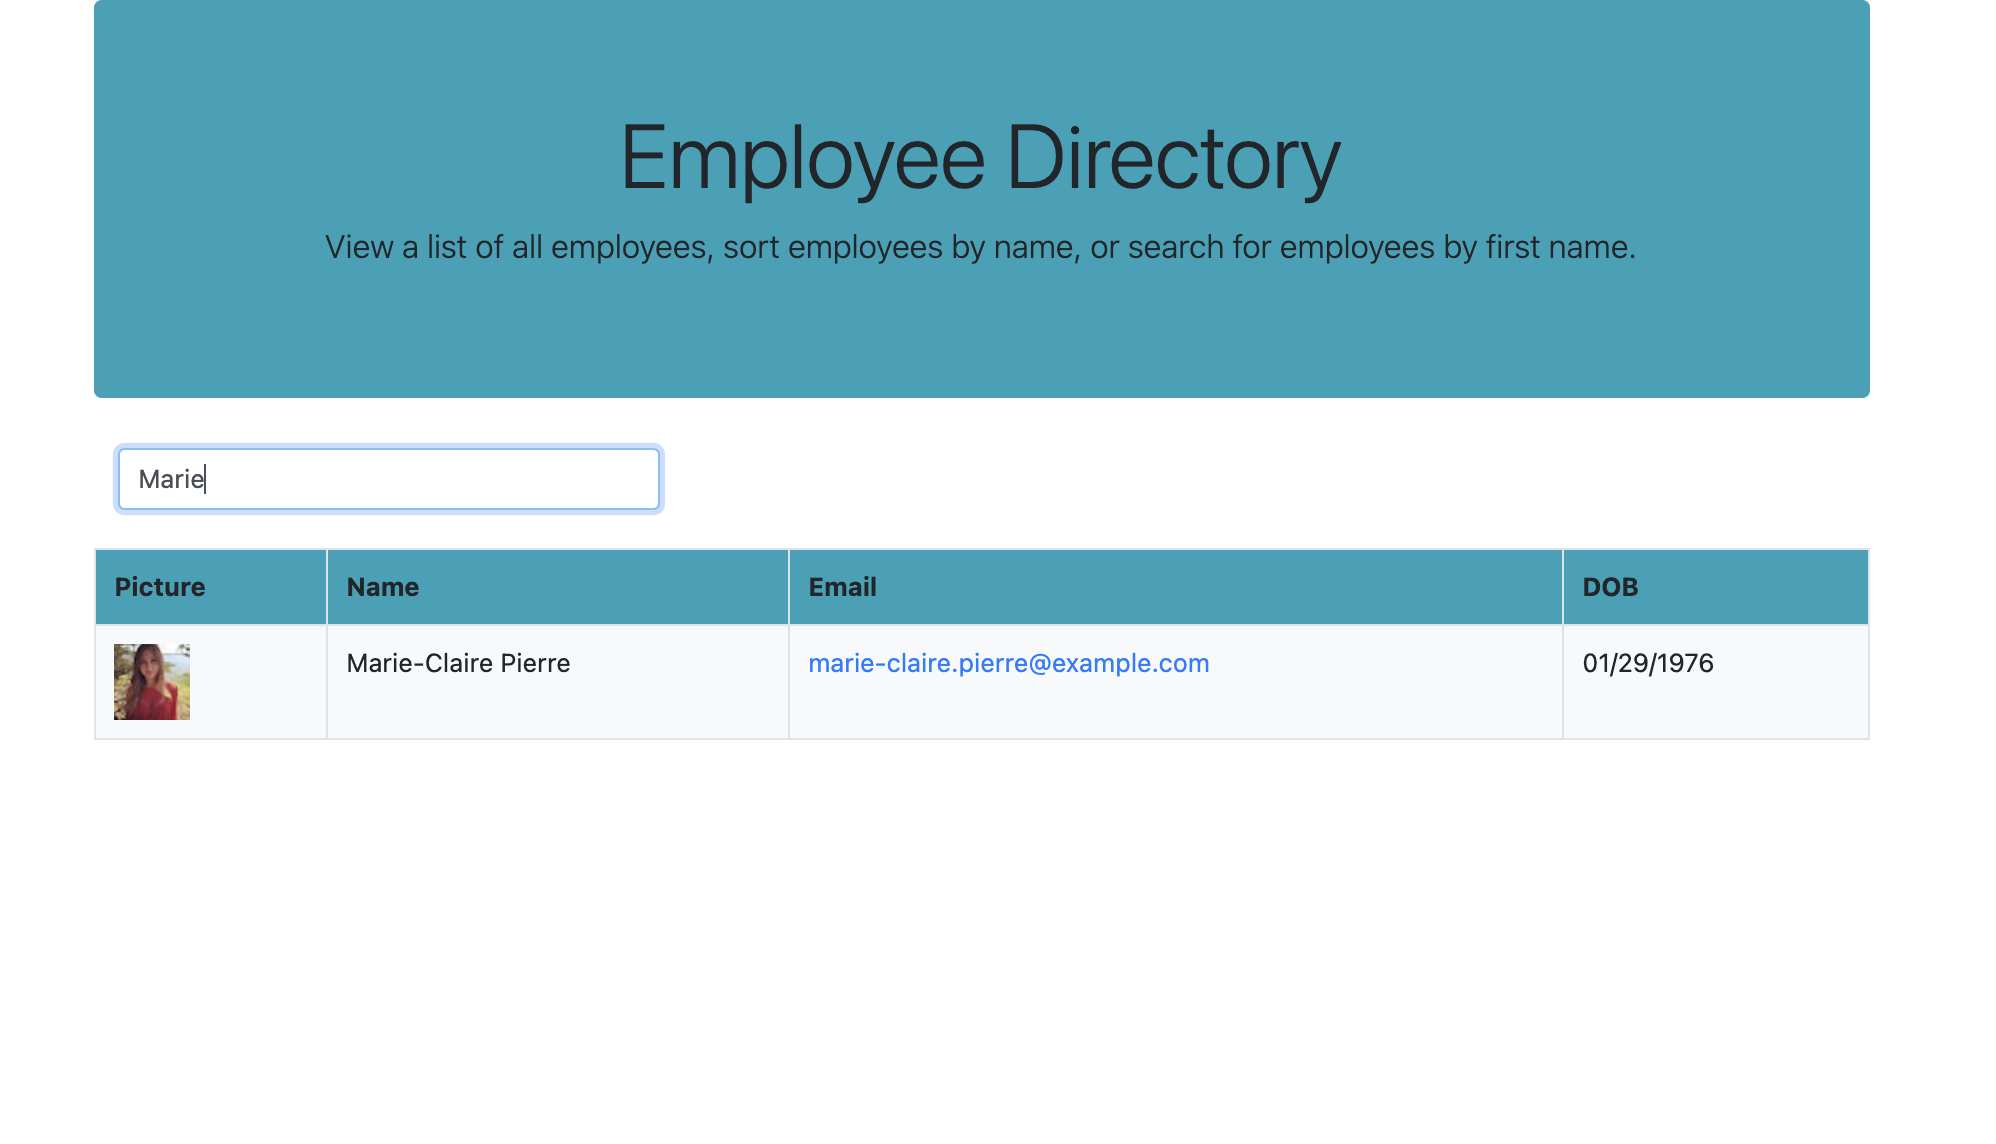 Employee Directory
View a list of all employees, sort employees by name, or search for employees by first name.
Marie
Picture Name Email DOB
Marie-Claire Pierre marie-claire.pierre@example.com 01/29/1976